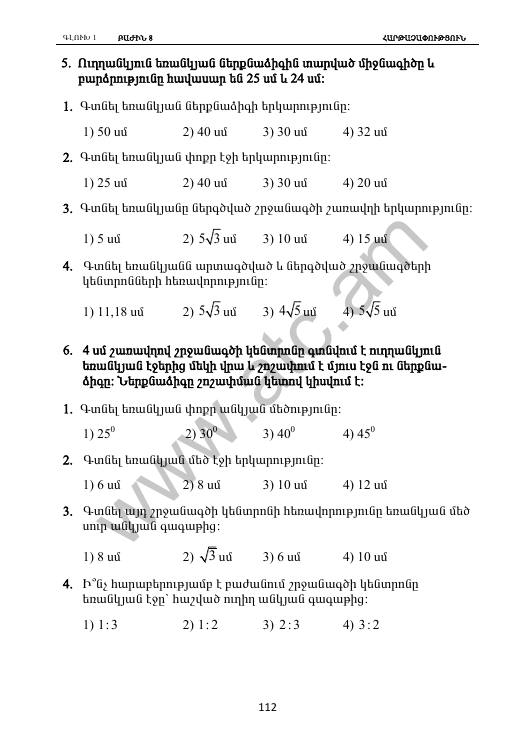 ԳԼՈՒԽ 1 ԲԱԺԻՆ 8 ՀԱՐԹԱՉԱՓՈՒԹՅՈՒՆ
5. Ուղղանկյուն եռանկյան ներքնաձիգին տարված միջնագիծը և
բարձրությունը հավասար են 25 սմ և 24 սմ:
1. Գտնել եռանկյան ներքնաձիգի երկարությունը:
1) 50 սմ 2) 40 սմ 3) 30 սմ 4) 32 սմ
2. Գտնել եռանկյան փոքր էջի երկարությունը:
1) 25 սմ 2) 40 սմ 3) 30 սմ 4) 20 սմ
3. Գտնել եռանկյանը ներգծված շրջանագծի շառավղի երկարությունը:
1) 5 սմ 2) 5√3 սմ 3) 10 սմ 4) 15 սմ
4. Գտնել եռանկյանն արտագծված և ներգծված շրջանագծերի
կենտրոնների հեռավորությունը:
1) 11,18 սմ 2) 5√3 սմ 3) 4√5 սմ 4) 5√5 սմ
6. 4 սմ շառավղով շրջանագծի կենտրոնը գտնվում է ուղղանկյուն
եռանկյան էջերից մեկի վրա և շոշափում է մյուս էջն ու ներքնա-
ձիգը: Ներքնաձիգը շոշափման կետով կիսվում է:
1. Գտնել եռանկյան փոքր անկյան մեծությունը:
1) 25⁰ 2) 30⁰ 3) 40⁰ 4) 45⁰
2. Գտնել եռանկյան մեծ էջի երկարությունը:
1) 6 սմ 2) 8 սմ 3) 10 սմ 4) 12 սմ
3. Գտնել այդ շրջանագծի կենտրոնի հեռավորությունը եռանկյան մեծ
սուր անկյան գագաթից:
1) 8 սմ 2) √3 սմ 3) 6 սմ 4) 10 սմ
4. Ի՞նչ հարաբերությամբ է բաժանում շրջանագծի կենտրոնը
եռանկյան էջը՝ հաշված ուղիղ անկյան գագաթից:
1) 1:3 2) 1:2 3) 2:3 4) 3:2
112
www.atc.am